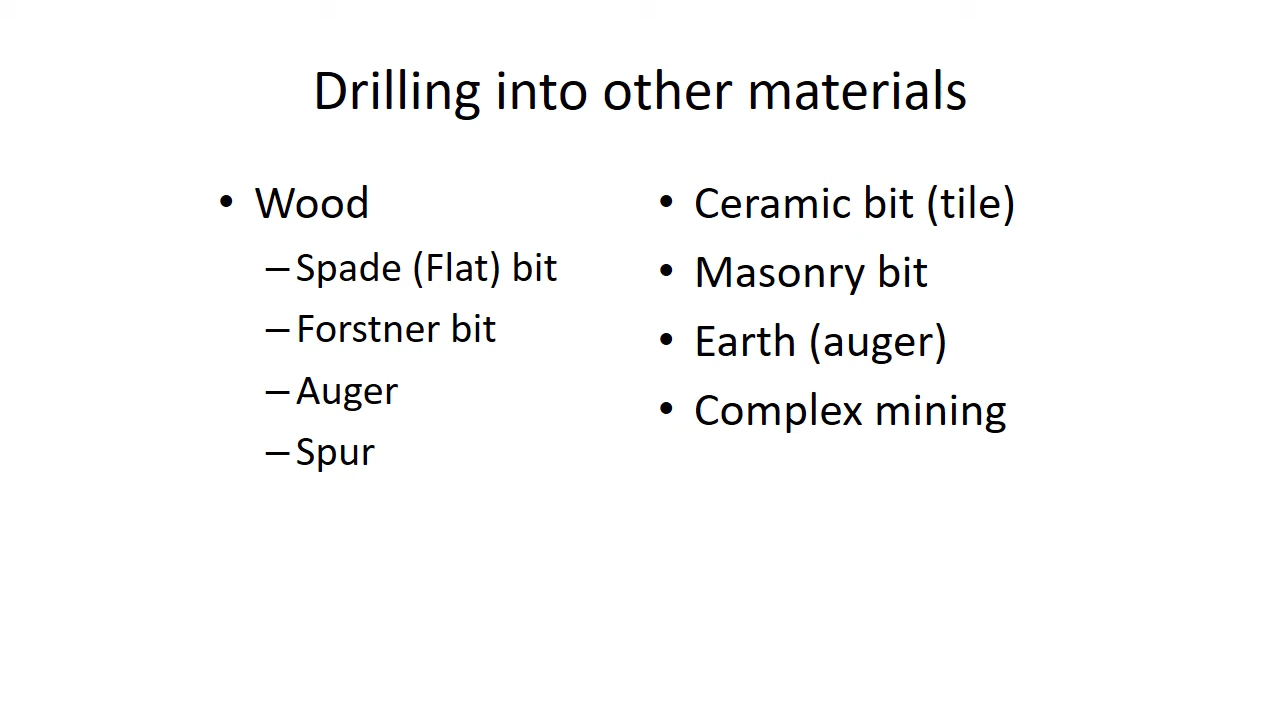 Drilling into other materials
• Wood
– Spade (Flat) bit
– Forstner bit
– Auger
– Spur
• Ceramic bit (tile)
• Masonry bit
• Earth (auger)
• Complex mining